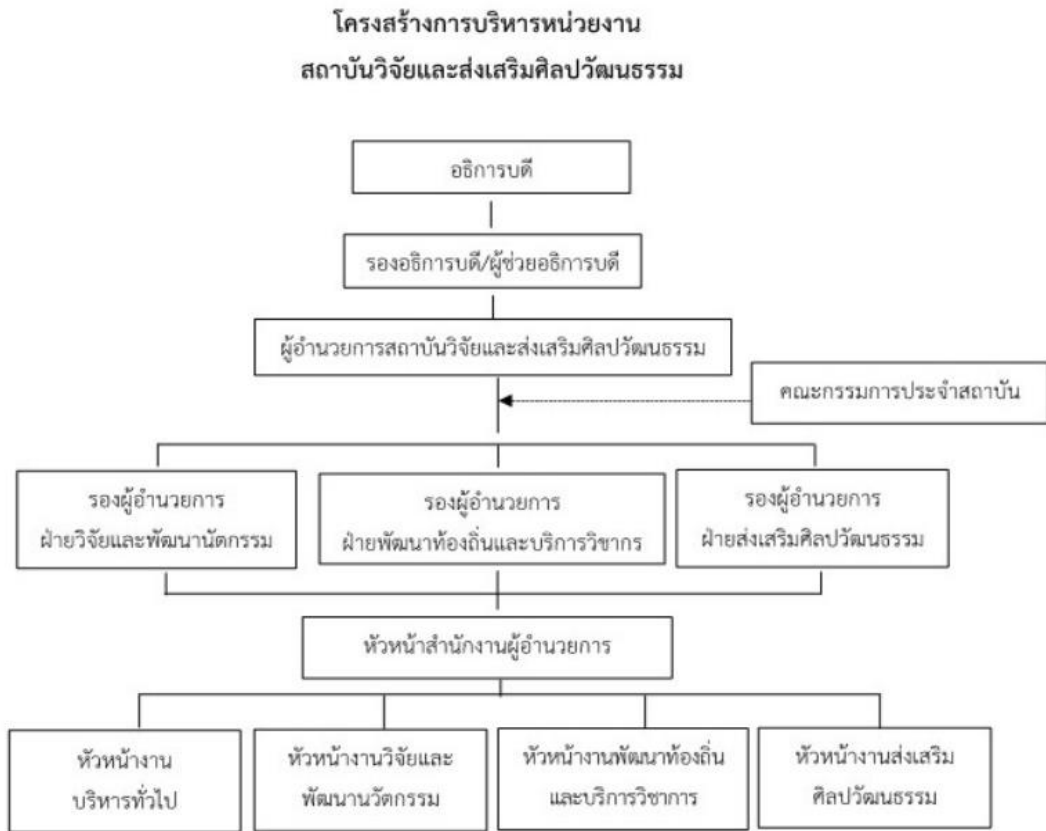 โครงสร้างการบริหารหน่วยงาน
สถาบันวิจัยและส่งเสริมศิลปวัฒนธรรม
อธิการบดี
รองอธิการบดี/ผู้ช่วยอธิการบดี
ผู้อำนวยการสถาบันวิจัยและส่งเสริมศิลปวัฒนธรรม
คณะกรรมการประจำสถาบัน
รองผู้อำนวยการ
ฝ่ายวิจัยและพัฒนานัดกรรม
รองผู้อำนวยการ
ฝ่ายพัฒนาท้องถิ่นและบริการวิชากร
รองผู้อำนวยการ
ฝ่ายส่งเสริมศิลปวัฒนธรรม
หัวหน้าสำนักงานผู้อำนวยการ
หัวหน้างาน
บริหารทั่วไป
หัวหน้างานวิจัยและ
พัฒนานวัตกรรม
หัวหน้างานพัฒนาท้องถิ่น
และบริการวิชาการ
หัวหน้างานส่งเสริม
ศิลปวัฒนธรรม